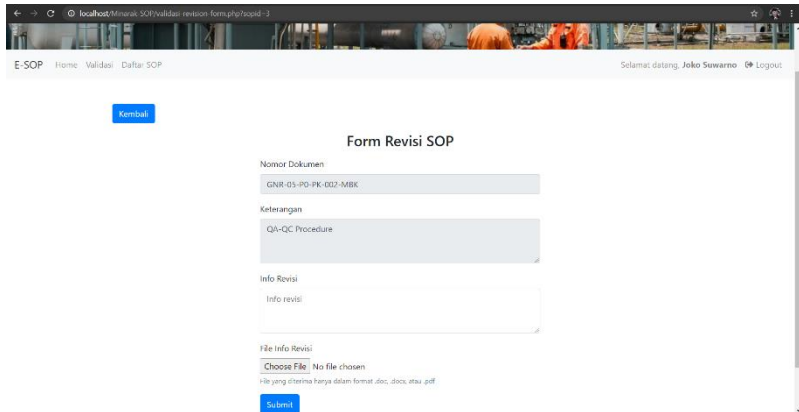 localhost/Minarak-SOP/validasi-revision-form.php?sopid=3
E-SOP Home Validasi Daftar SOP Selamat datang, Joko Suwarno Logout
Kembali
Form Revisi SOP
Nomor Dokumen
GNR-05-P0-PK-002-MBK
Keterangan
QA-QC Procedure
Info Revisi
Info revisi
File Info Revisi
Choose File No file chosen
File yang diterima hanya dalam format .doc, .docx, atau .pdf
Submit